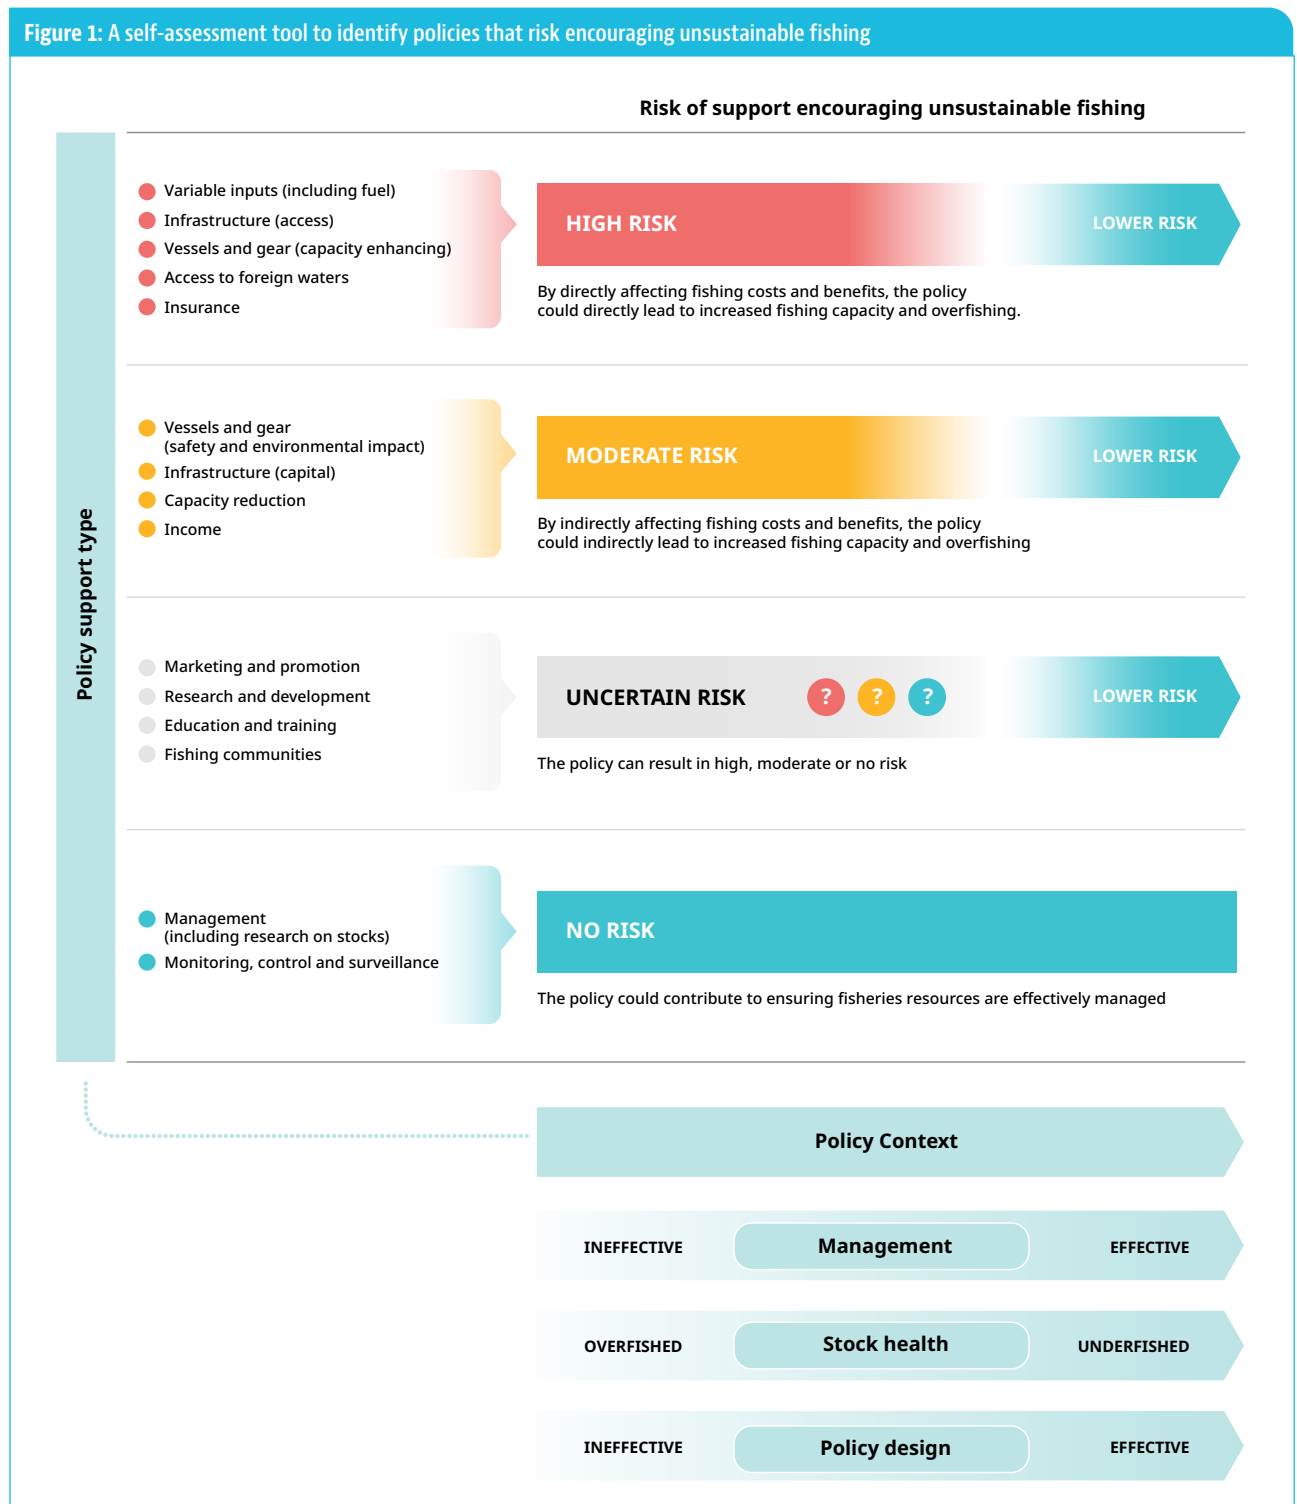 Figure 1: A self-assessment tool to identify policies that risk encouraging unsustainable fishing
Risk of support encouraging unsustainable fishing
Policy support type
Variable inputs (including fuel)
Infrastructure (access)
Vessels and gear (capacity enhancing)
Access to foreign waters
Insurance
HIGH RISK
LOWER RISK
By directly affecting fishing costs and benefits, the policy
could directly lead to increased fishing capacity and overfishing.
Vessels and gear
(safety and environmental impact)
Infrastructure (capital)
Capacity reduction
Income
MODERATE RISK
LOWER RISK
By indirectly affecting fishing costs and benefits, the policy
could indirectly lead to increased fishing capacity and overfishing
Marketing and promotion
Research and development
Education and training
Fishing communities
UNCERTAIN RISK
? ? ?
LOWER RISK
The policy can result in high, moderate or no risk
Management
(including research on stocks)
Monitoring, control and surveillance
NO RISK
The policy could contribute to ensuring fisheries resources are effectively managed
Policy Context
INEFFECTIVE
Management
EFFECTIVE
OVERFISHED
Stock health
UNDERFISHED
INEFFECTIVE
Policy design
EFFECTIVE